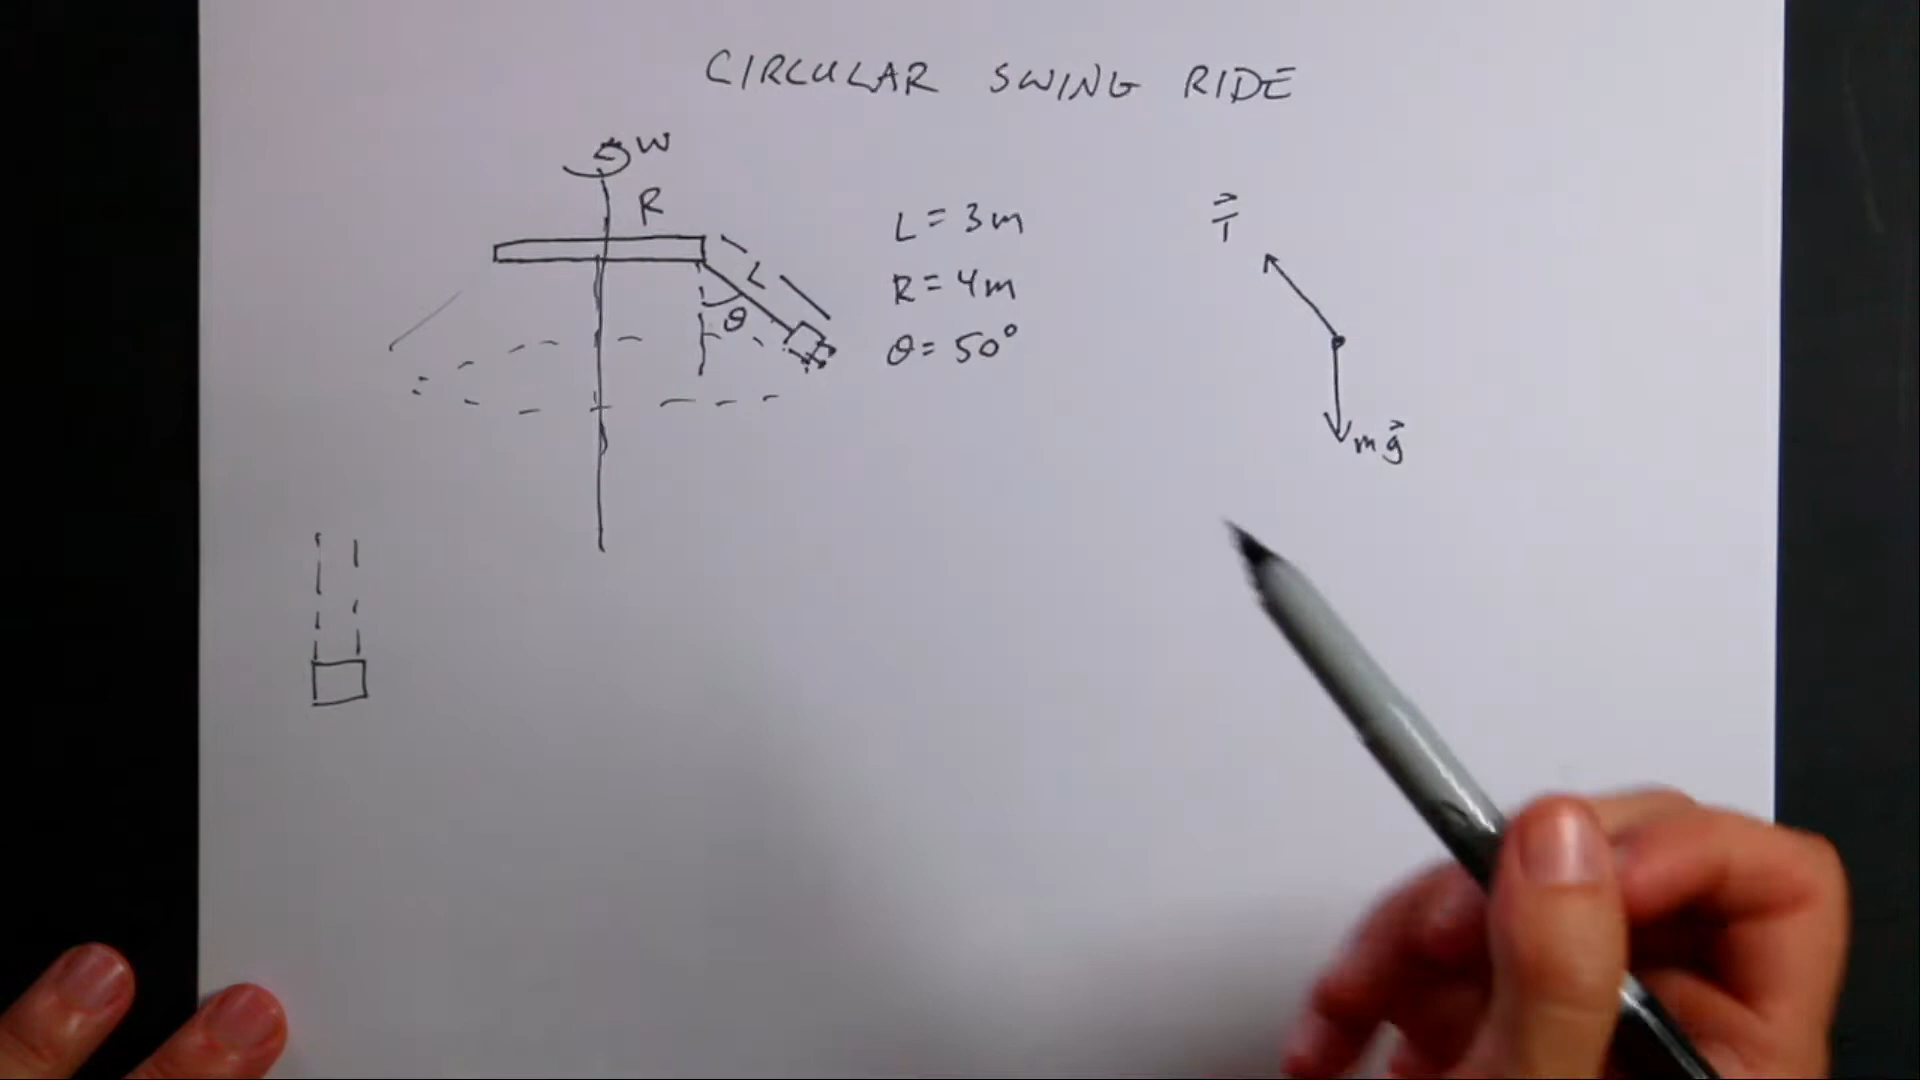 CIRCULAR SWING RIDE
W
R
L
θ
L = 3m
R = 4m
θ = 50°
T⃗
mg⃗